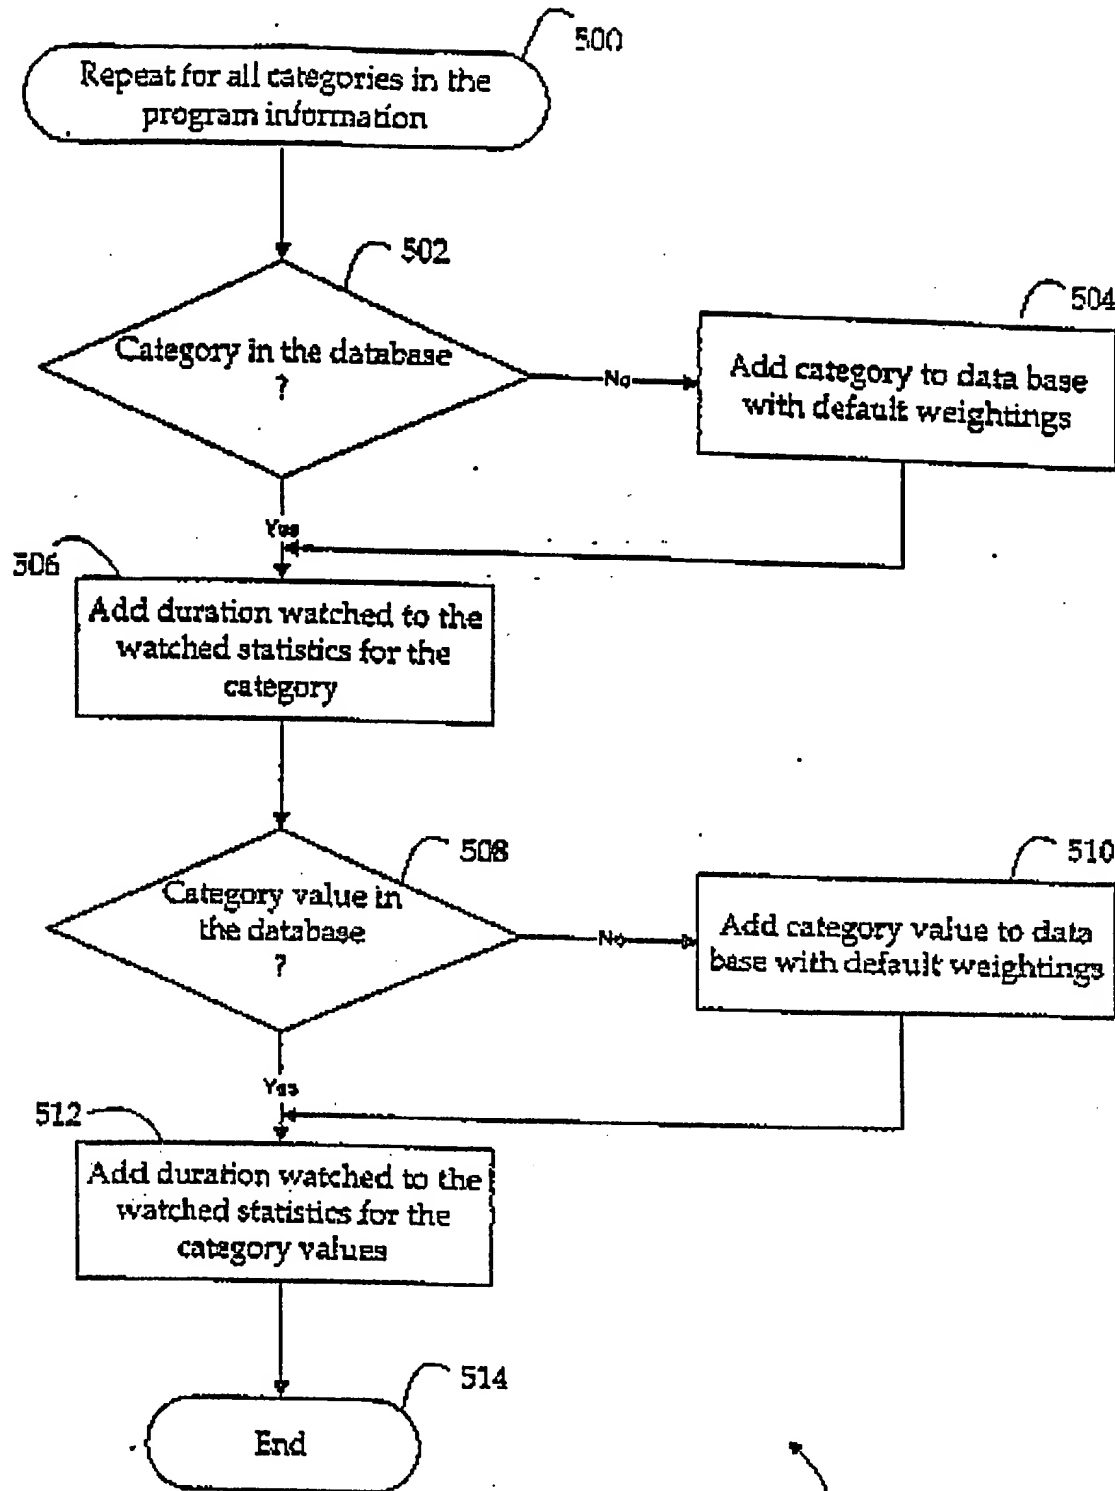 500
Repeat for all categories in the
program information
502
Category in the database
?
No
504
Add category to data base
with default weightings
Yes
506
Add duration watched to the
watched statistics for the
category
508
Category value in
the database
?
No
510
Add category value to data
base with default weightings
Yes
512
Add duration watched to the
watched statistics for the
category values
514
End